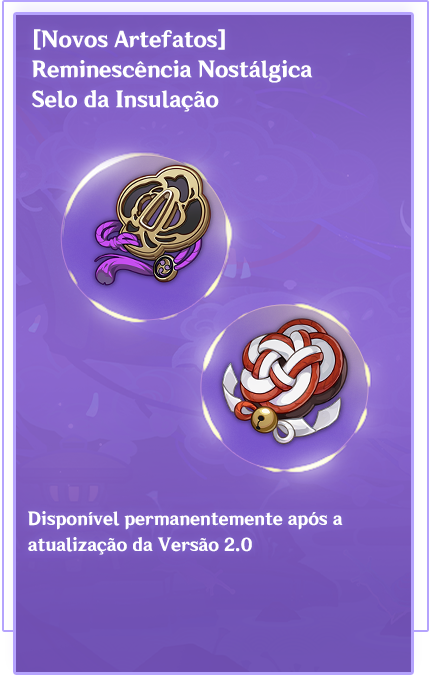 [Novos Artefatos]
Reminescência Nostálgica
Selo da Insulação
Disponível permanentemente após a
atualização da Versão 2.0